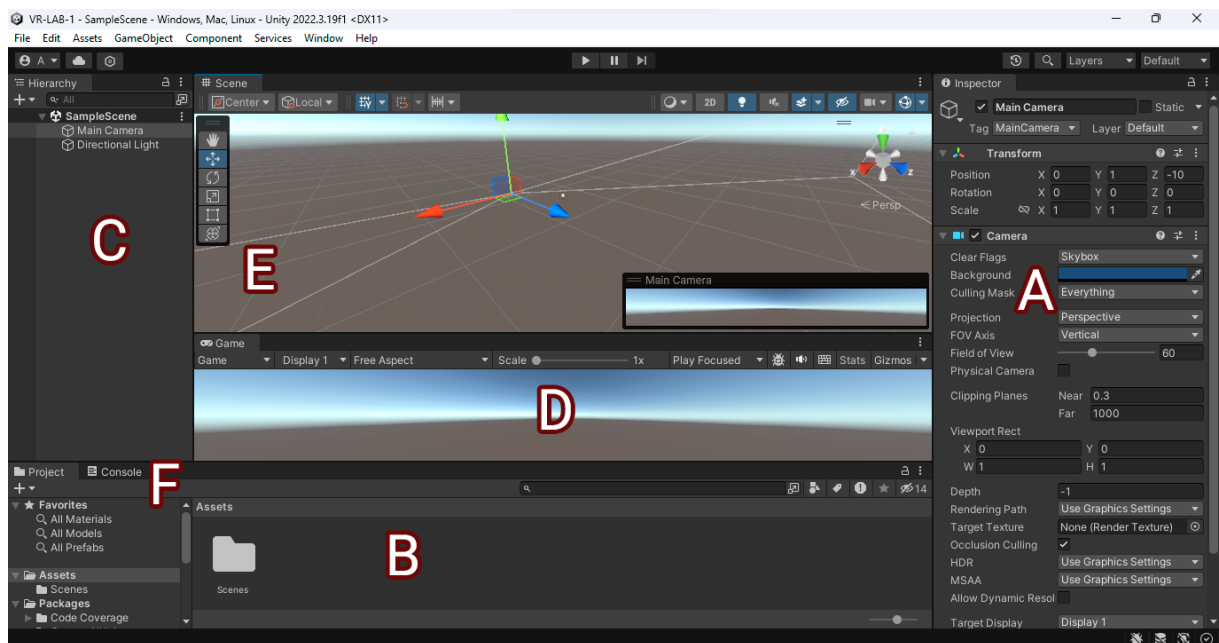 VR-LAB-1 - SampleScene - Windows, Mac, Linux - Unity 2022.3.19f1 <DX11>
File Edit Assets GameObject Component Services Window Help
A
Layers Default
Hierarchy
All
SampleScene
Main Camera
Directional Light
C
Scene
Center Local 2D
x z
Persp
E
Main Camera
Game
Game Display 1 Free Aspect Scale 1x Play Focused Stats Gizmos
D
Inspector
Main Camera Static
Tag MainCamera Layer Default
Transform
Position X 0 Y 1 Z -10
Rotation X 0 Y 0 Z 0
Scale X 1 Y 1 Z 1
Camera
Clear Flags Skybox
Background
A
Culling Mask Everything
Projection Perspective
FOV Axis Vertical
Field of View 60
Physical Camera
Clipping Planes Near 0.3
Far 1000
Viewport Rect
X 0 Y 0
W 1 H 1
Depth -1
Rendering Path Use Graphics Settings
Target Texture None (Render Texture)
Occlusion Culling
HDR Use Graphics Settings
MSAA Use Graphics Settings
Allow Dynamic Resol
Target Display Display 1
Project Console
F
14
Favorites
All Materials
All Models
All Prefabs
Assets
Scenes
Packages
Code Coverage
Assets
Scenes
B